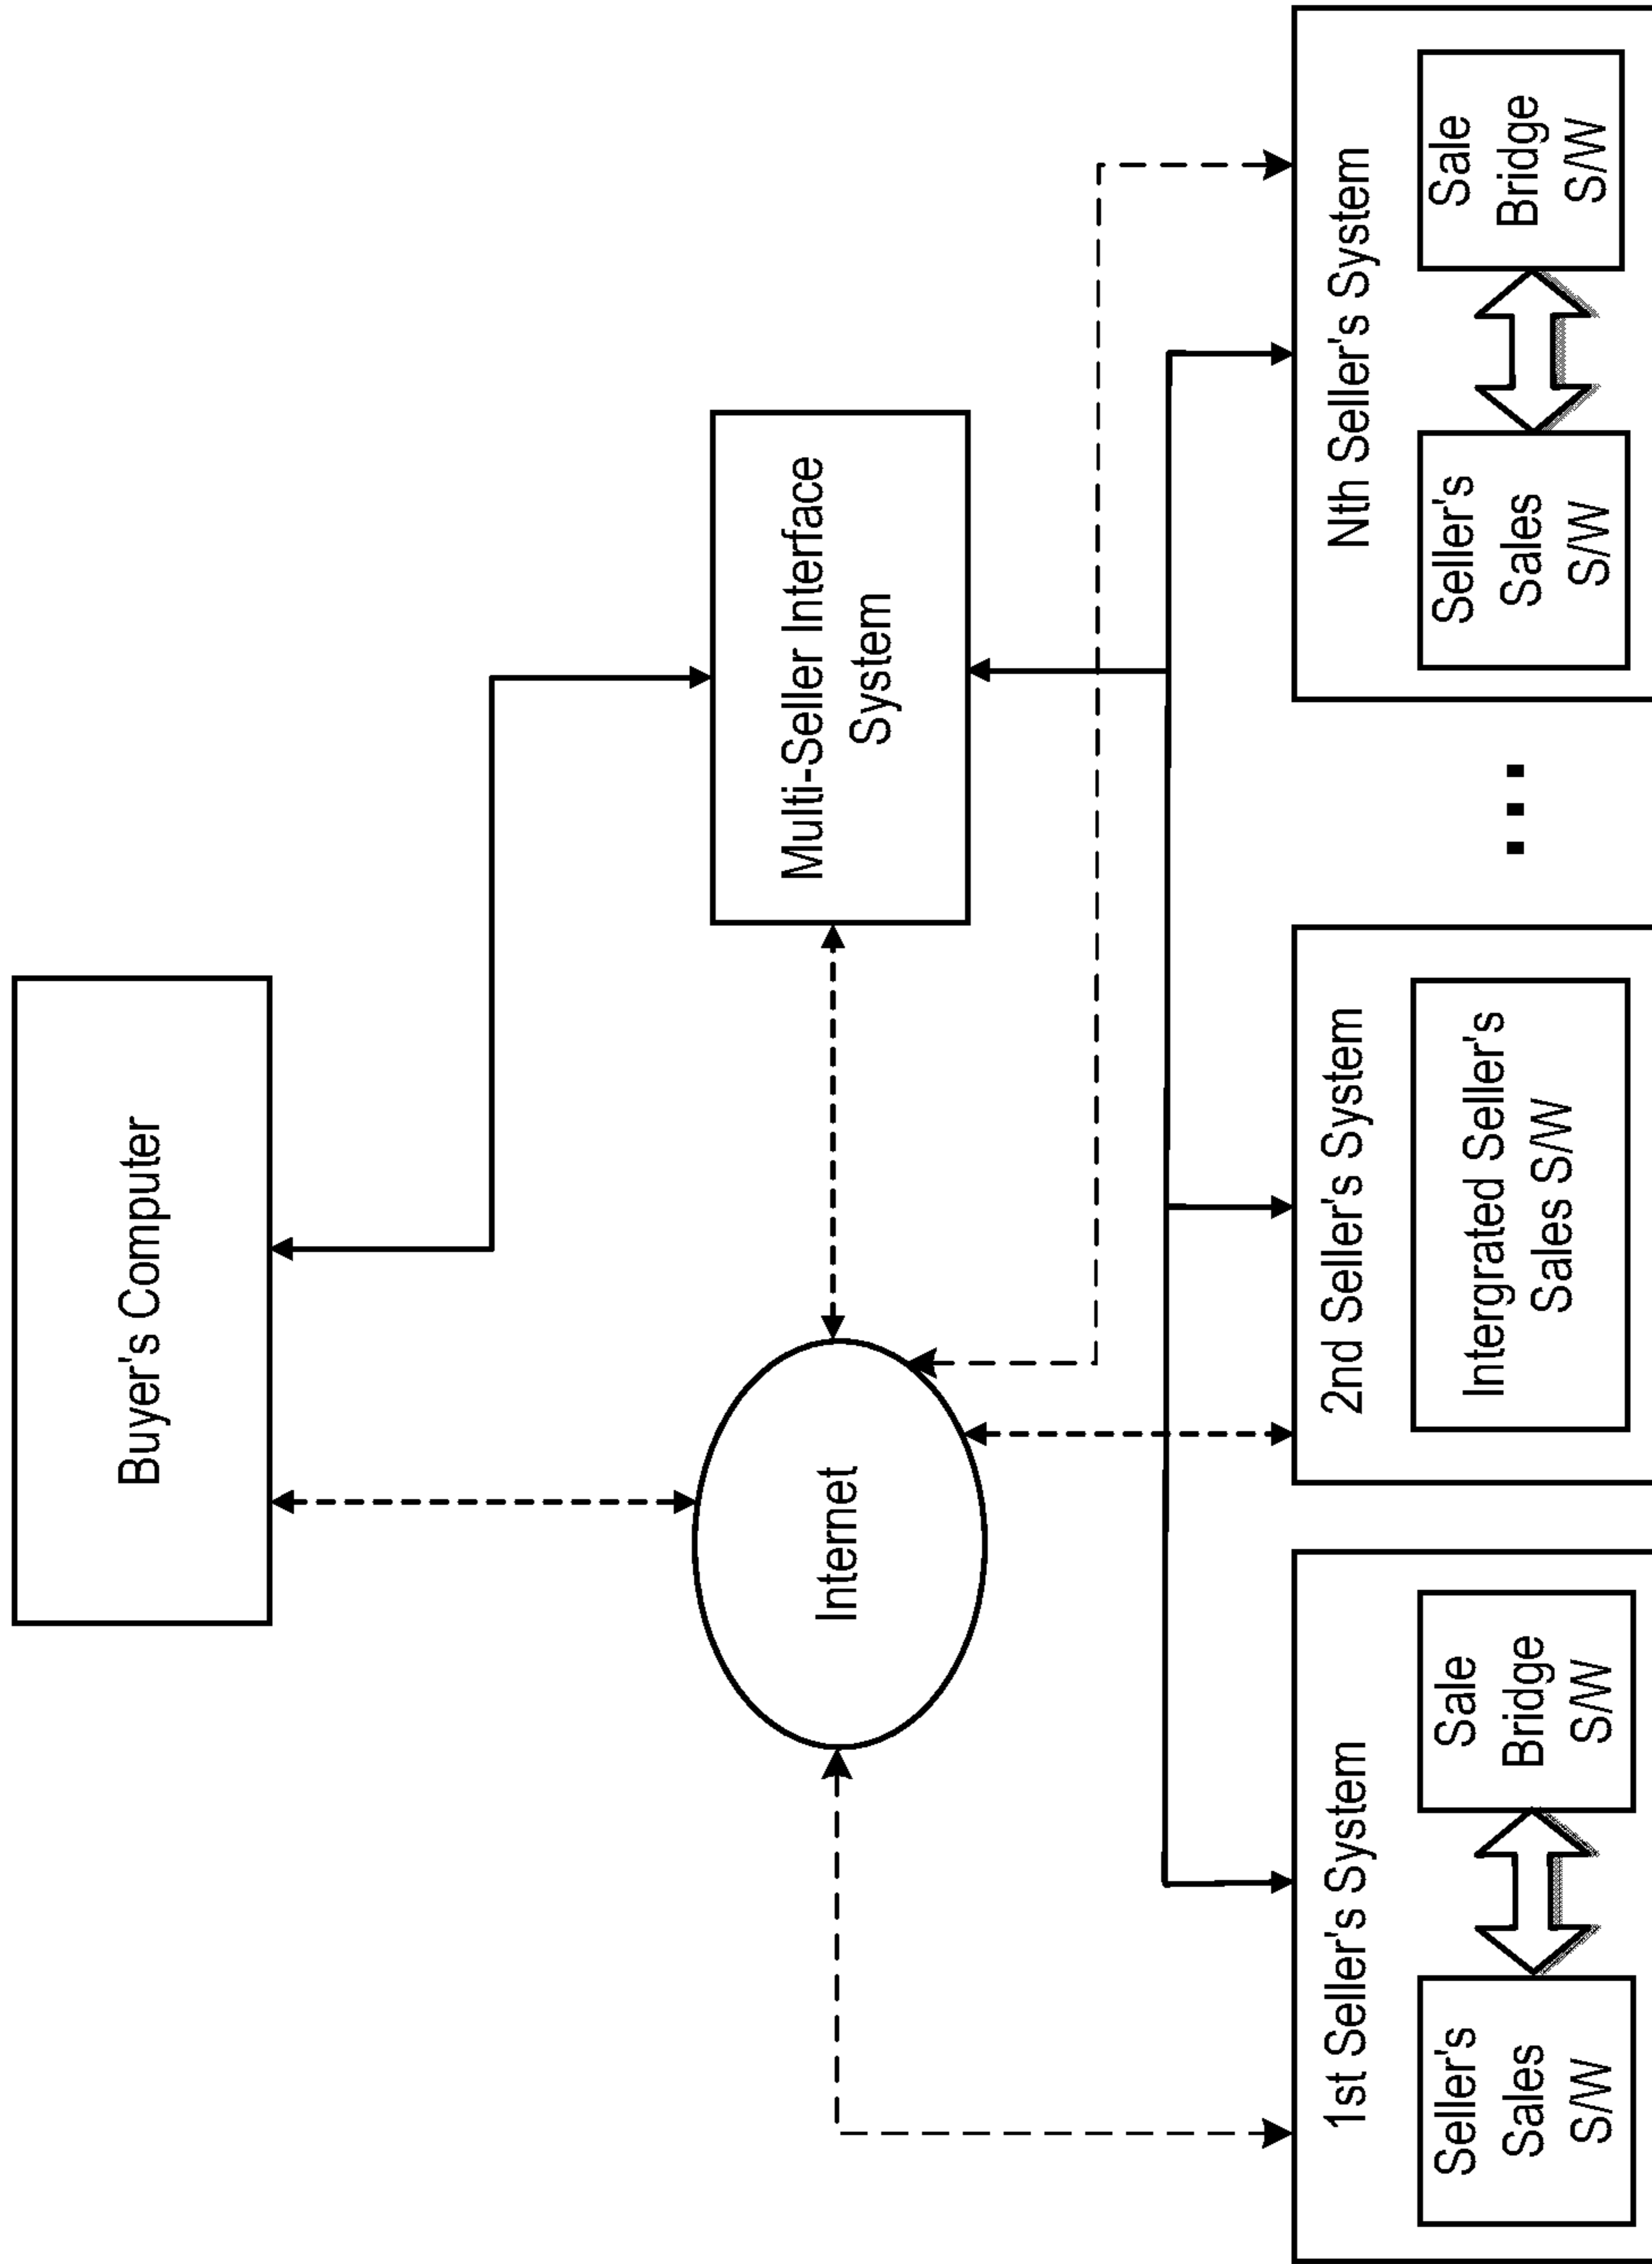 Buyer's Computer
Internet
Multi-Seller Interface
System
1st Seller's System
Seller's
Sales
S/W
Sale
Bridge
S/W
2nd Seller's System
Intergrated Seller's
Sales S/W
Nth Seller's System
Seller's
Sales
S/W
Sale
Bridge
S/W